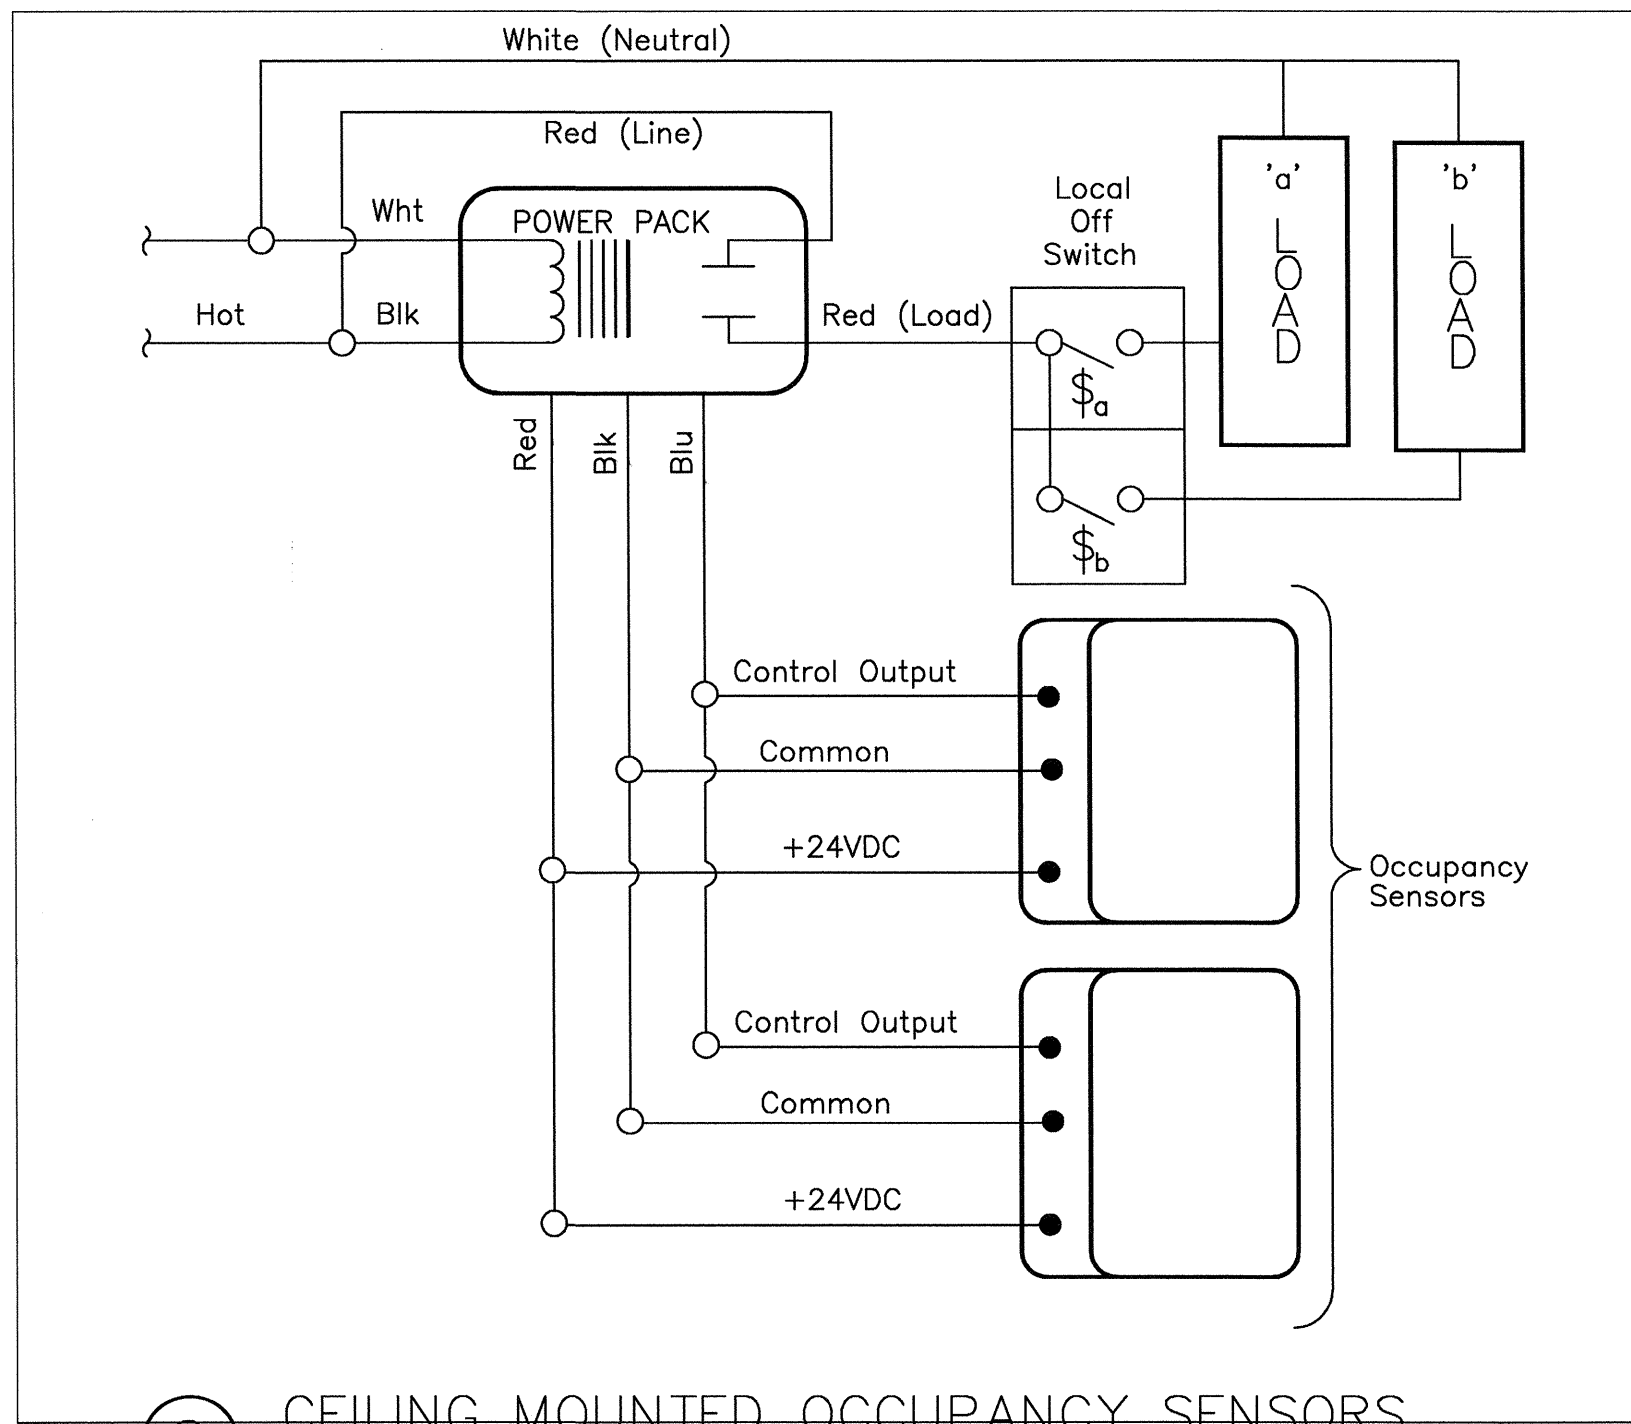 White (Neutral)
Red (Line)
Wht
POWER PACK
Hot
Blk
Red (Load)
Local
Off
Switch
'a'
LOAD
'b'
LOAD
$a
$b
Red
Blk
Blu
Control Output
Common
+24VDC
Occupancy
Sensors
Control Output
Common
+24VDC
CEILING MOUNTED OCCUPANCY SENSORS